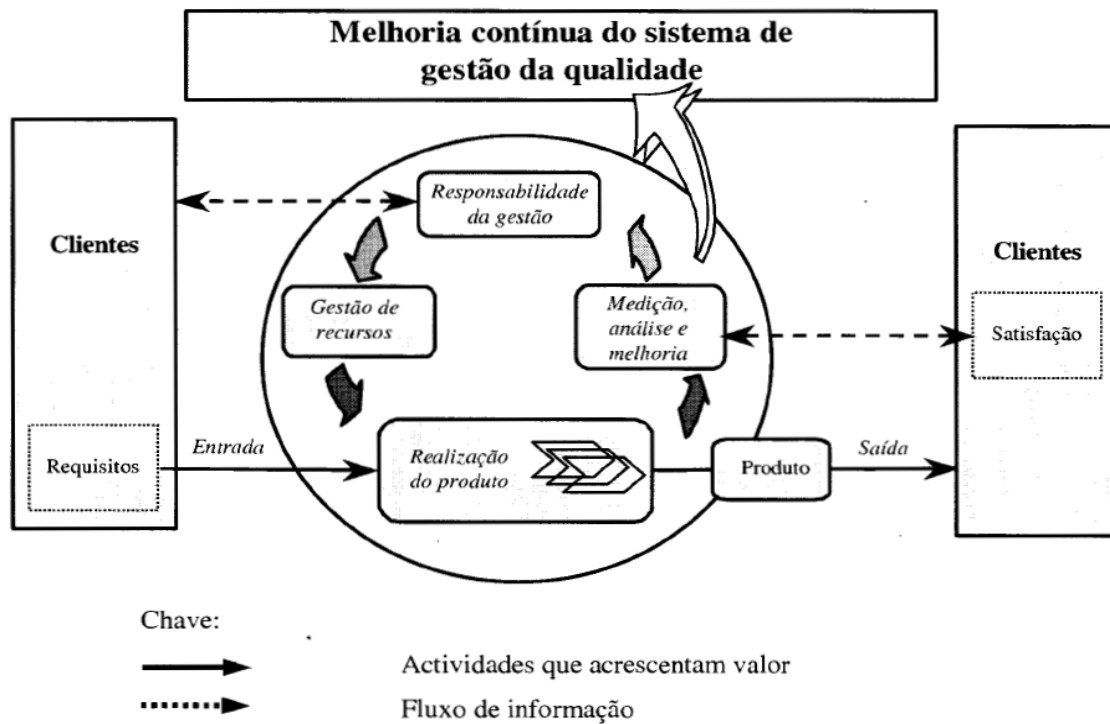 Melhoria contínua do sistema de
gestão da qualidade
Clientes
Responsabilidade
da gestão
Clientes
Gestão de
recursos
Medição,
análise e
melhoria
Satisfação
Requisitos
Entrada
Realização
do produto
Produto
Saída
Chave:
Actividades que acrescentam valor
Fluxo de informação